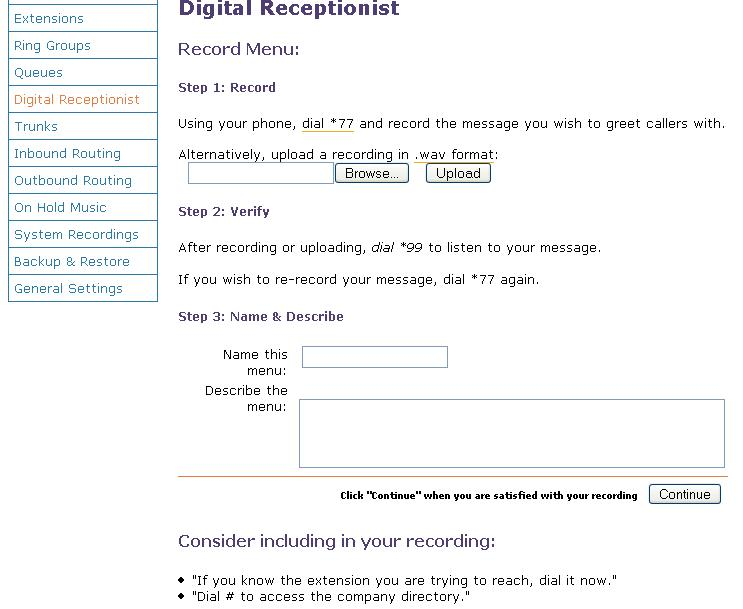 Extensions
Ring Groups
Queues
Digital Receptionist
Trunks
Inbound Routing
Outbound Routing
On Hold Music
System Recordings
Backup & Restore
General Settings
Digital Receptionist
Record Menu:
Step 1: Record
Using your phone, dial *77 and record the message you wish to greet callers with.
Alternatively, upload a recording in .wav format:
Browse... Upload
Step 2: Verify
After recording or uploading, dial *99 to listen to your message.
If you wish to re-record your message, dial *77 again.
Step 3: Name & Describe
Name this
menu:
Describe the
menu:
Click "Continue" when you are satisfied with your recording Continue
Consider including in your recording:
• "If you know the extension you are trying to reach, dial it now."
• "Dial # to access the company directory."